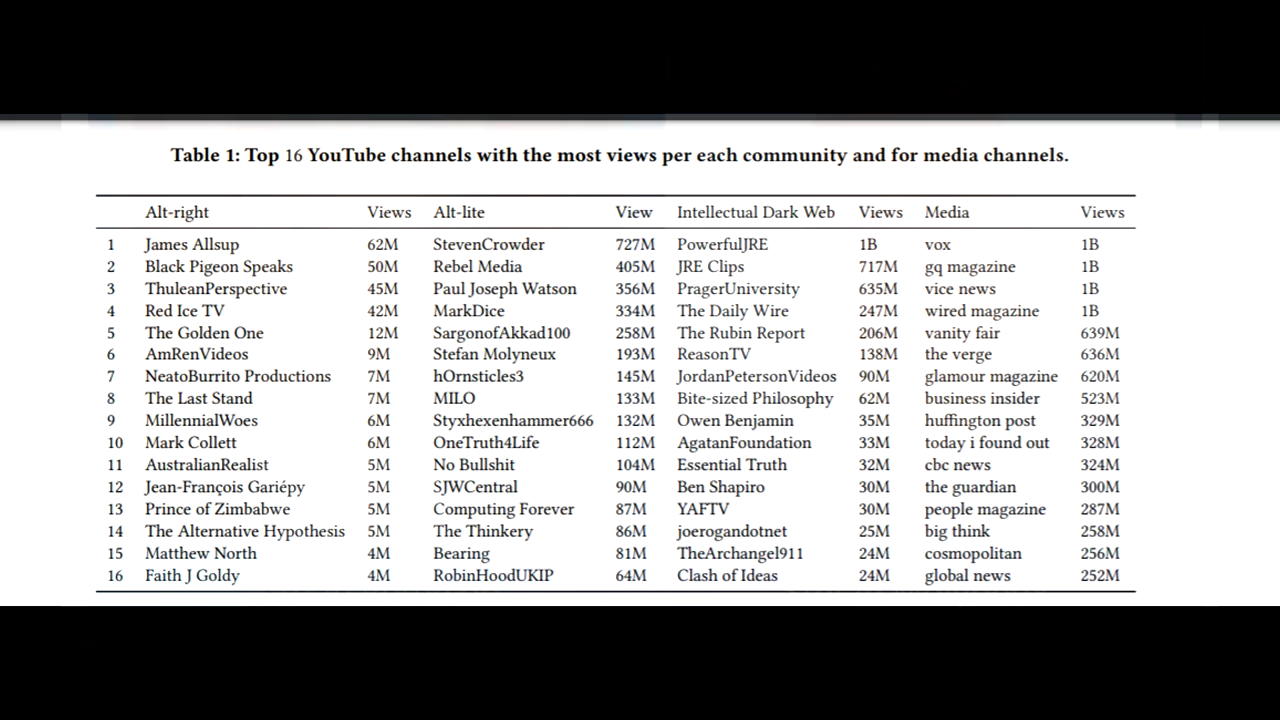 Table 1: Top 16 YouTube channels with the most views per each community and for media channels.
Alt-right Views Alt-lite View Intellectual Dark Web Views Media Views
1 James Allsup 62M StevenCrowder 727M PowerfulJRE 1B vox 1B
2 Black Pigeon Speaks 50M Rebel Media 405M JRE Clips 717M gq magazine 1B
3 ThuleanPerspective 45M Paul Joseph Watson 356M PragerUniversity 635M vice news 1B
4 Red Ice TV 42M MarkDice 334M The Daily Wire 247M wired magazine 1B
5 The Golden One 12M SargonofAkkad100 258M The Rubin Report 206M vanity fair 639M
6 AmRenVideos 9M Stefan Molyneux 193M ReasonTV 138M the verge 636M
7 NeatoBurrito Productions 7M hOrnsticles3 145M JordanPetersonVideos 90M glamour magazine 620M
8 The Last Stand 7M MILO 133M Bite-sized Philosophy 62M business insider 523M
9 MillennialWoes 6M Styxhexenhammer666 132M Owen Benjamin 35M huffington post 329M
10 Mark Collett 6M OneTruth4Life 112M AgatanFoundation 33M today i found out 328M
11 AustralianRealist 5M No Bullshit 104M Essential Truth 32M cbc news 324M
12 Jean-François Gariépy 5M SJWCentral 90M Ben Shapiro 30M the guardian 300M
13 Prince of Zimbabwe 5M Computing Forever 87M YAFTV 30M people magazine 287M
14 The Alternative Hypothesis 5M The Thinkery 86M joerogandotnet 25M big think 258M
15 Matthew North 4M Bearing 81M TheArchangel911 24M cosmopolitan 256M
16 Faith J Goldy 4M RobinHoodUKIP 64M Clash of Ideas 24M global news 252M